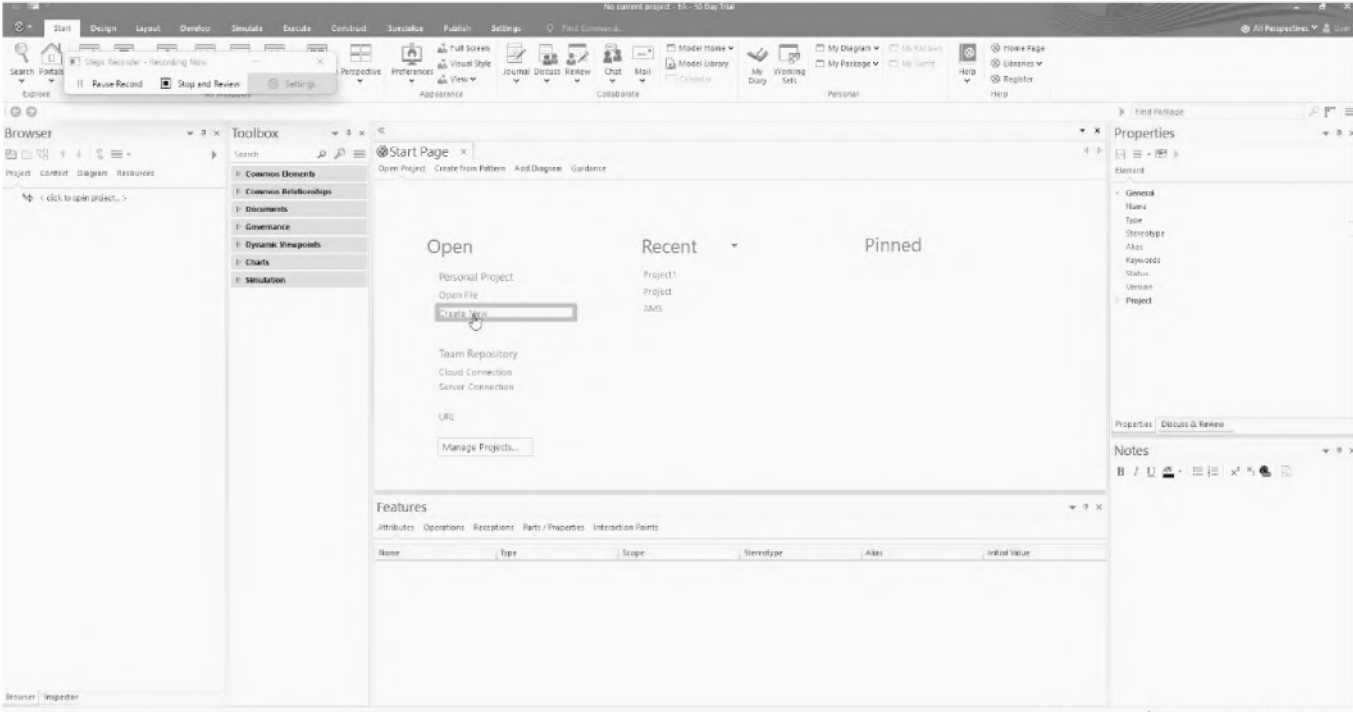 No current project - EA - 30 Day Trial
Start Design Layout Develop Simulate Execute Construct Specialize Publish Settings Find Command...
All Perspectives User
Steps Recorder - Recording Now
Pause Record Stop and Review Settings
Search Portals Perspective Preferences
Full Screen
Visual Style
View
Journal Discuss Review Chat Mail
Model Home
Model Library
Calendar
My Diary Working Sets
My Diagram My Kanban
My Package My Gantt
Help
Home Page
Libraries
Register
Explore Appearance Collaborate Personal Help
Find Package
Browser
Project Context Diagram Resources
< click to open project... >
Toolbox
Search
Common Elements
Common Relationships
Documents
Governance
Dynamic Viewpoints
Charts
Simulation
Start Page
Open Project Create from Pattern Add Diagram Guidance
Open
Personal Project
Open File
Create New
Team Repository
Cloud Connection
Server Connection
URL
Manage Projects...
Recent
Project1
Project
AMS
Pinned
Properties
Element
General
Name
Type
Stereotype
Alias
Keywords
Status
Version
Project
Properties Discuss & Review
Notes
B I U
Features
Attributes Operations Receptions Parts / Properties Interaction Points
Name Type Scope Stereotype Alias Initial Value
Browser Inspector